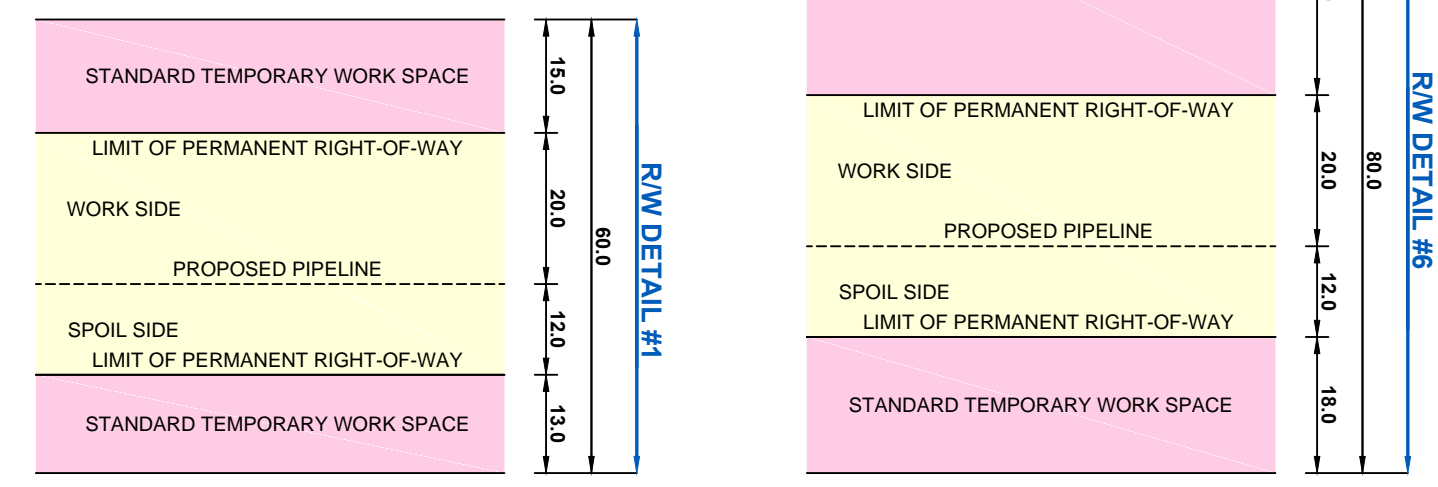 STANDARD TEMPORARY WORK SPACE
LIMIT OF PERMANENT RIGHT-OF-WAY
WORK SIDE
PROPOSED PIPELINE
SPOIL SIDE
LIMIT OF PERMANENT RIGHT-OF-WAY
STANDARD TEMPORARY WORK SPACE
15.0
20.0
12.0
13.0
60.0
R/W DETAIL #1
LIMIT OF PERMANENT RIGHT-OF-WAY
WORK SIDE
PROPOSED PIPELINE
SPOIL SIDE
LIMIT OF PERMANENT RIGHT-OF-WAY
STANDARD TEMPORARY WORK SPACE
20.0
12.0
18.0
80.0
R/W DETAIL #6